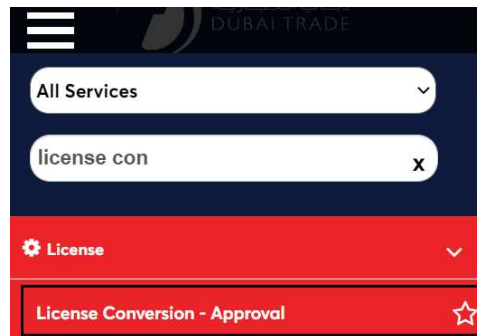 DUBAI TRADE
All Services
license con
x
License
License Conversion - Approval